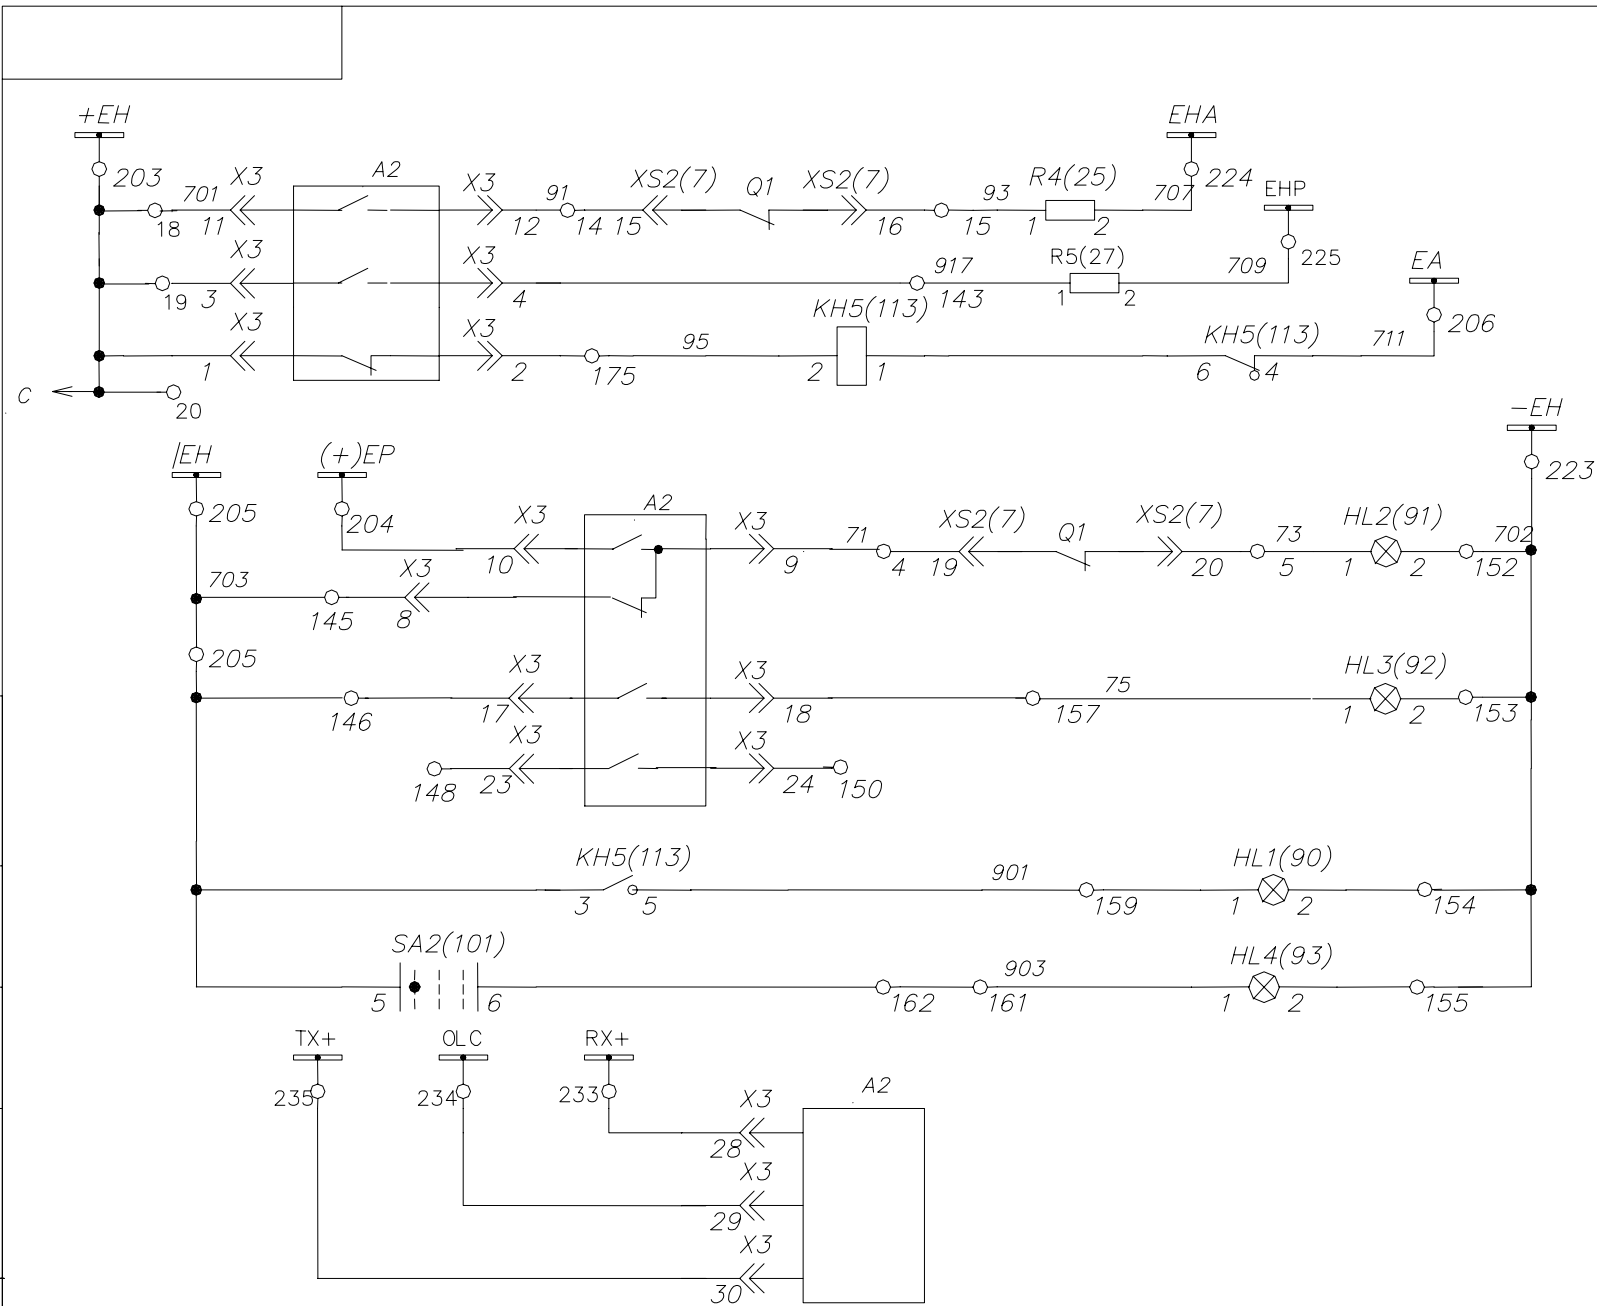 +EH
EHA
203
701
X3
A2
X3
91
XS2(7)
Q1
XS2(7)
93
R4(25)
707
224
EHP
18
11
12
14
15
16
15
1
2
X3
X3
917
R5(27)
709
225
EA
19
3
4
143
1
2
X3
X3
95
KH5(113)
KH5(113)
711
206
1
2
175
2
1
6
4
C
20
-EH
/EH
(+)EP
223
205
204
X3
A2
X3
71
XS2(7)
Q1
XS2(7)
73
HL2(91)
702
10
9
4
19
20
5
1
2
152
703
X3
145
8
205
X3
X3
75
HL3(92)
146
17
18
157
1
2
153
X3
X3
148
23
24
150
KH5(113)
901
HL1(90)
3
5
159
1
2
154
SA2(101)
903
HL4(93)
5
6
162
161
1
2
155
TX+
OLC
RX+
235
234
233
A2
X3
28
X3
29
X3
30